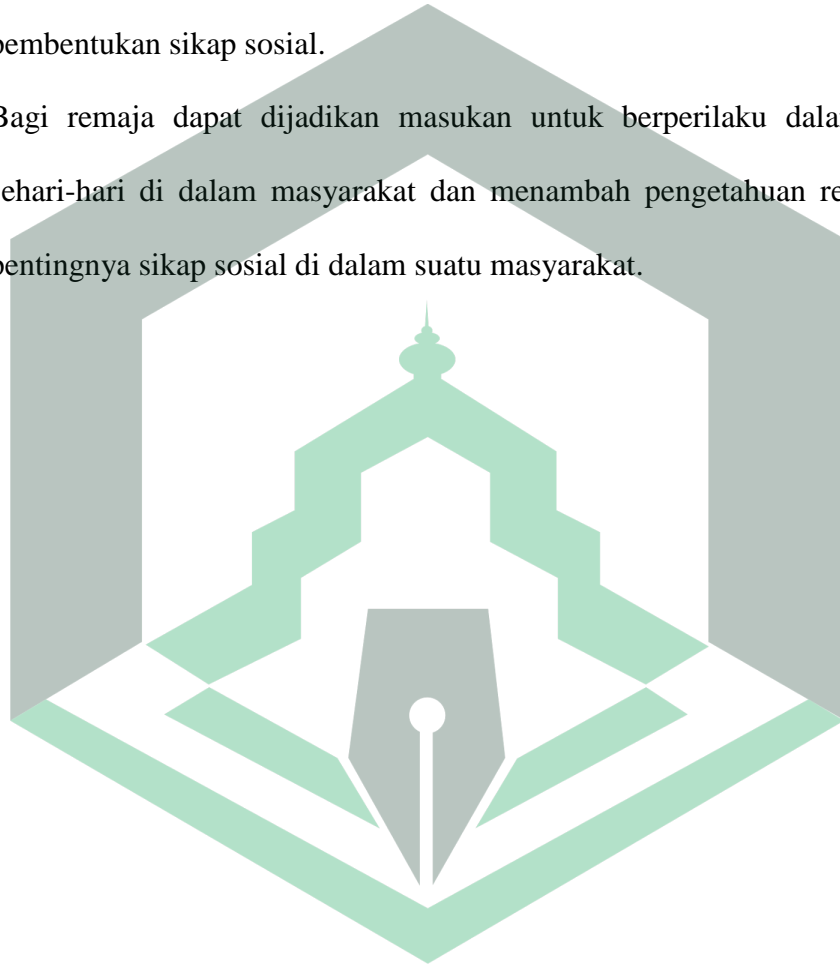 pembentukan sikap sosial.
Bagi remaja dapat dijadikan masukan untuk berperilaku dala
ehari-hari di dalam masyarakat dan menambah pengetahuan re
pentingnya sikap sosial di dalam suatu masyarakat.